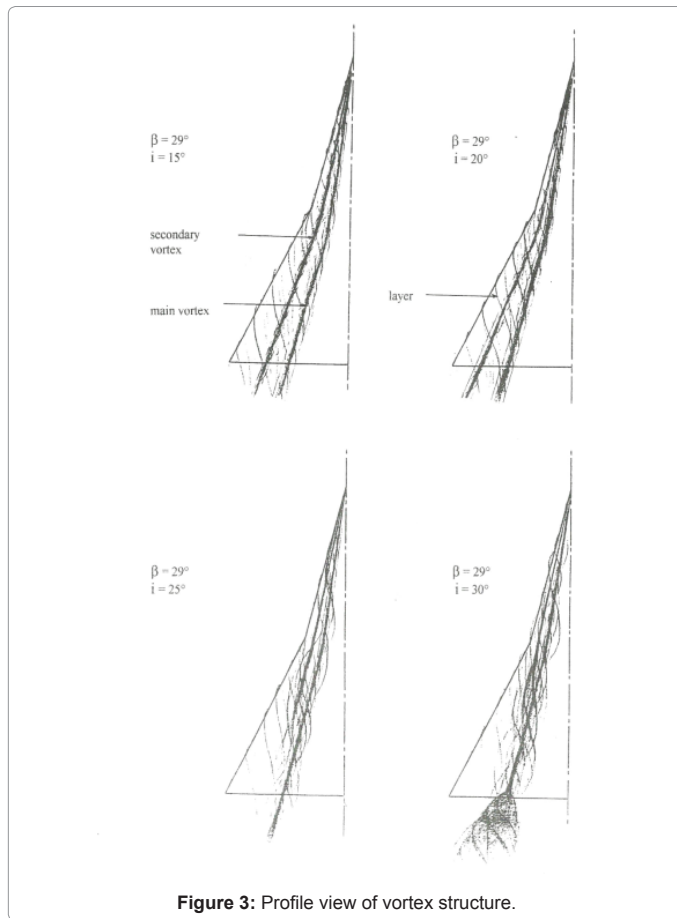 β = 29°
i = 15°
secondary
vortex
main vortex
β = 29°
i = 20°
layer
β = 29°
i = 25°
β = 29°
i = 30°
Figure 3: Profile view of vortex structure.